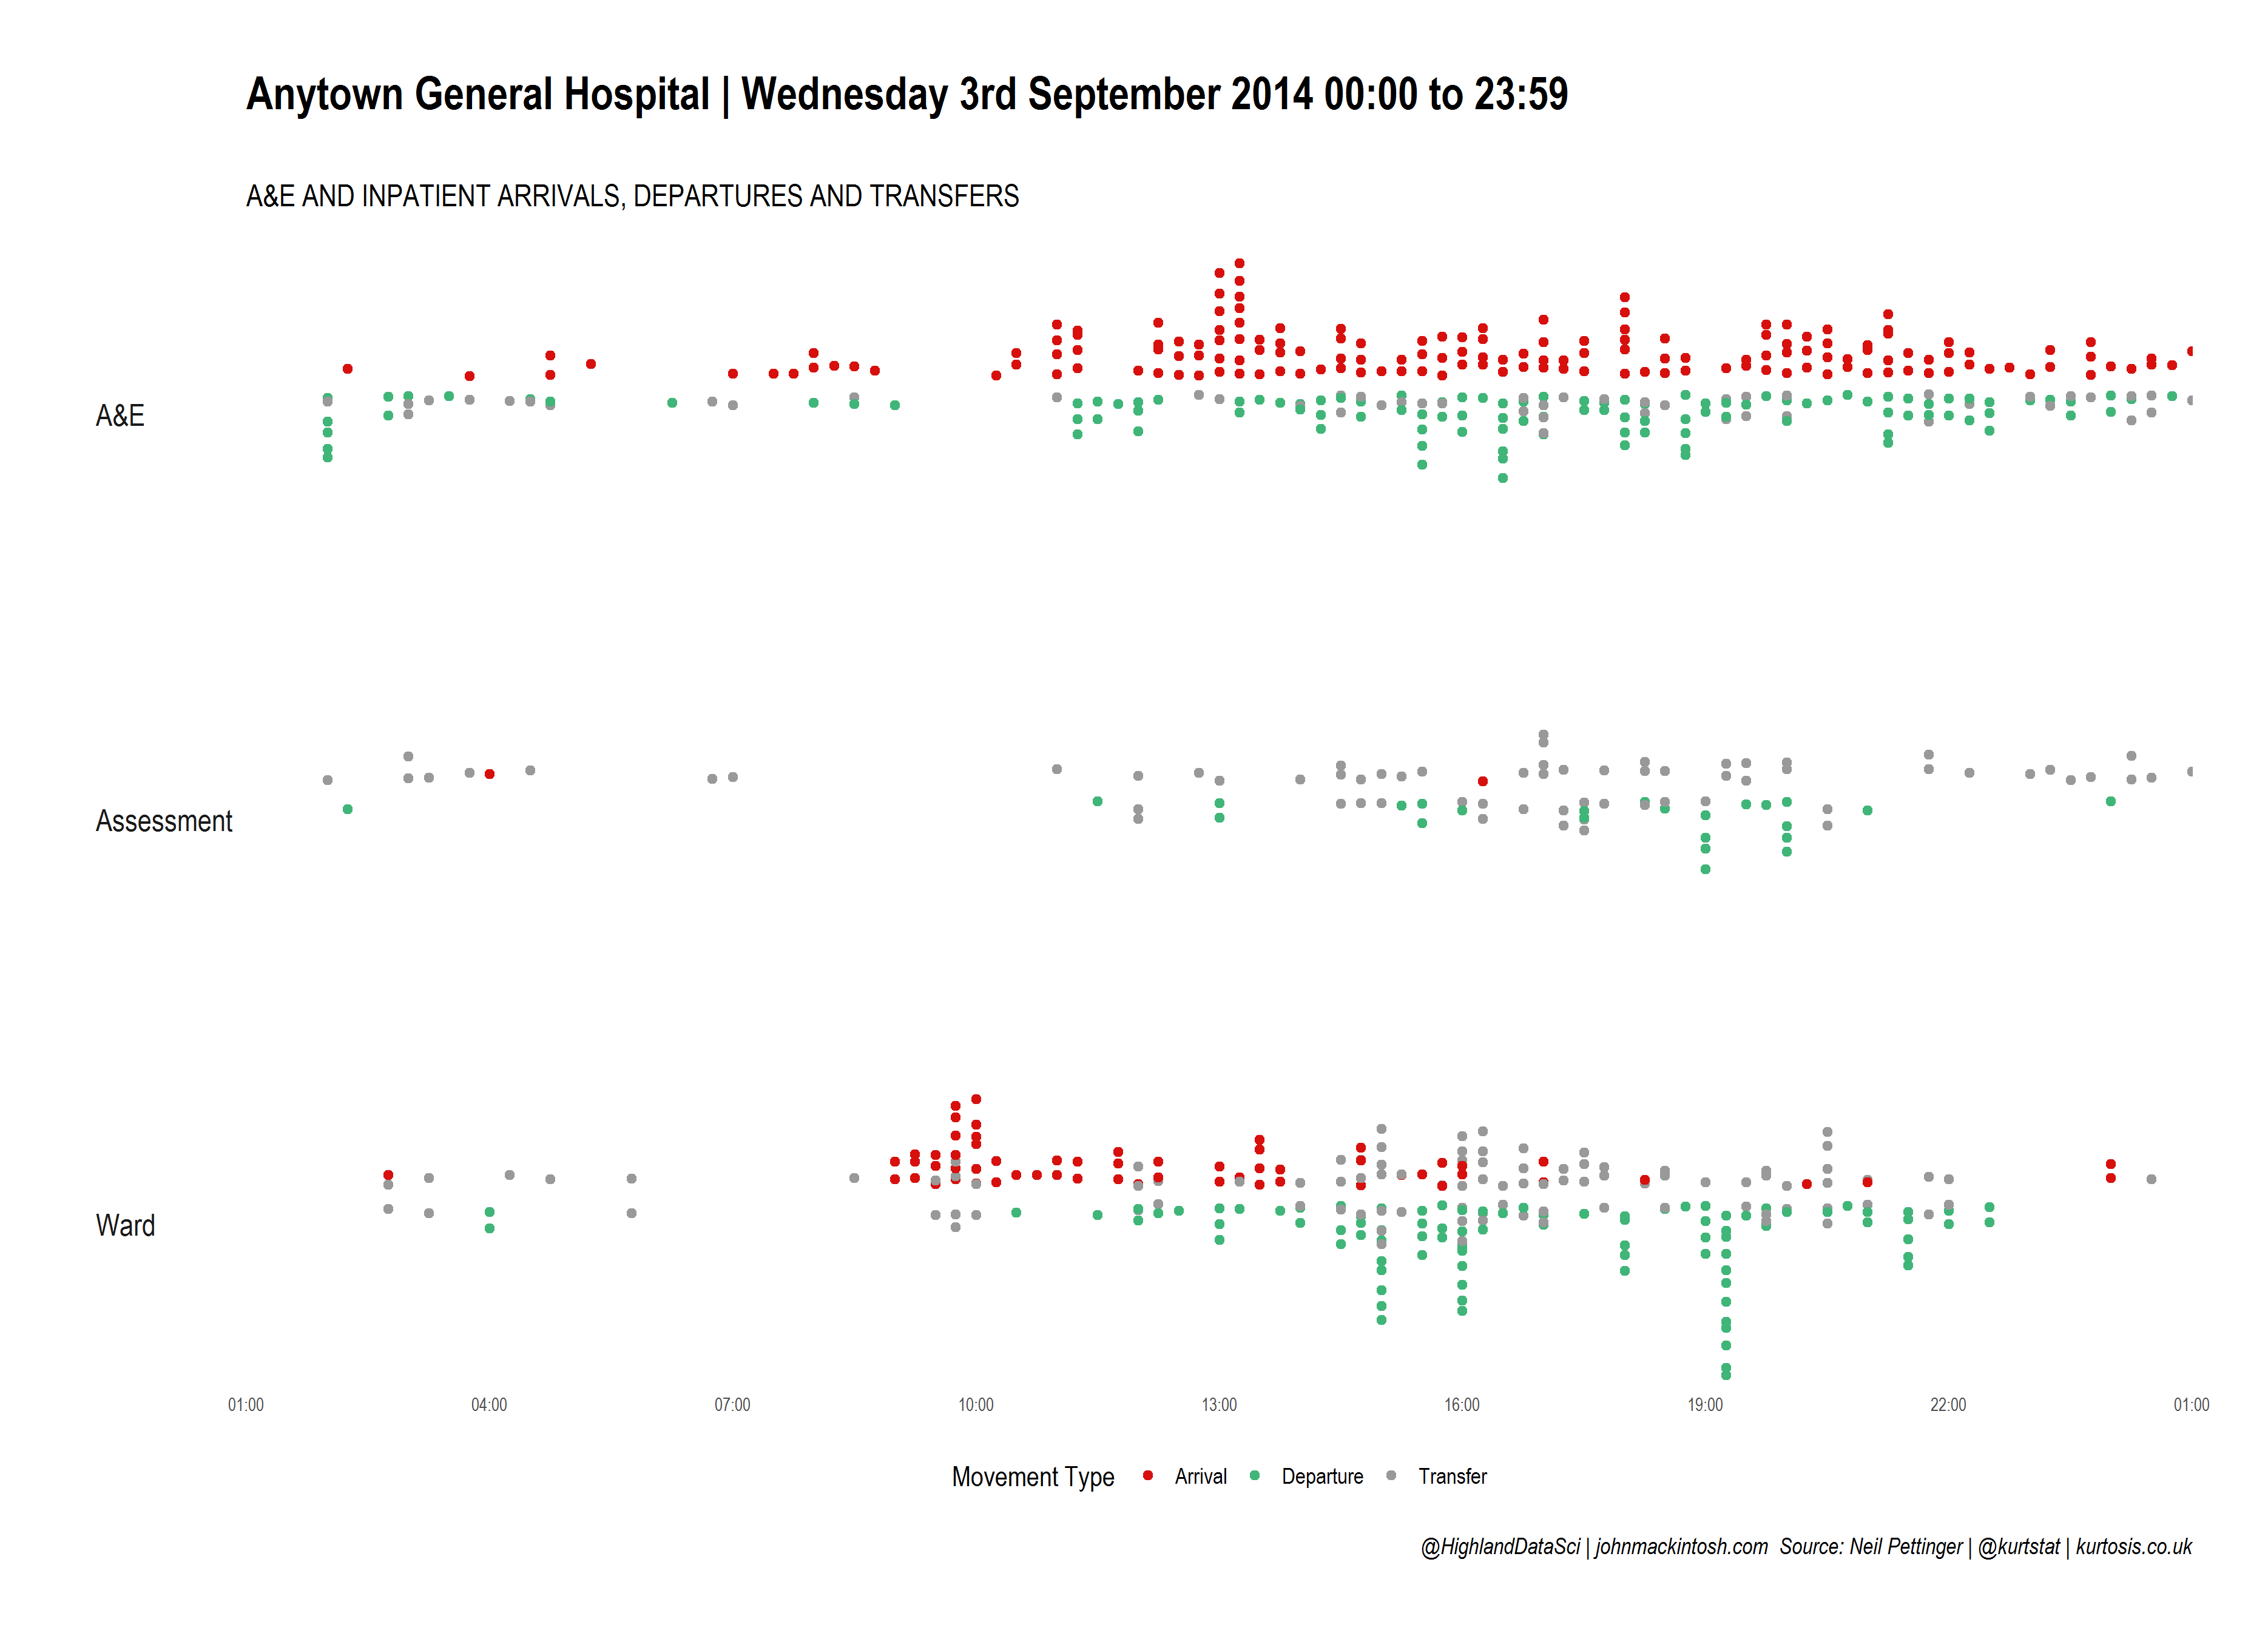 Anytown General Hospital | Wednesday 3rd September 2014 00:00 to 23:59
A&E AND INPATIENT ARRIVALS, DEPARTURES AND TRANSFERS
A&E
Assessment
Ward
01:00 04:00 07:00 10:00 13:00 16:00 19:00 22:00 01:00
Movement Type Arrival Departure Transfer
@HighlandDataSci | johnmackintosh.com Source: Neil Pettinger | @kurtstat | kurtosis.co.uk